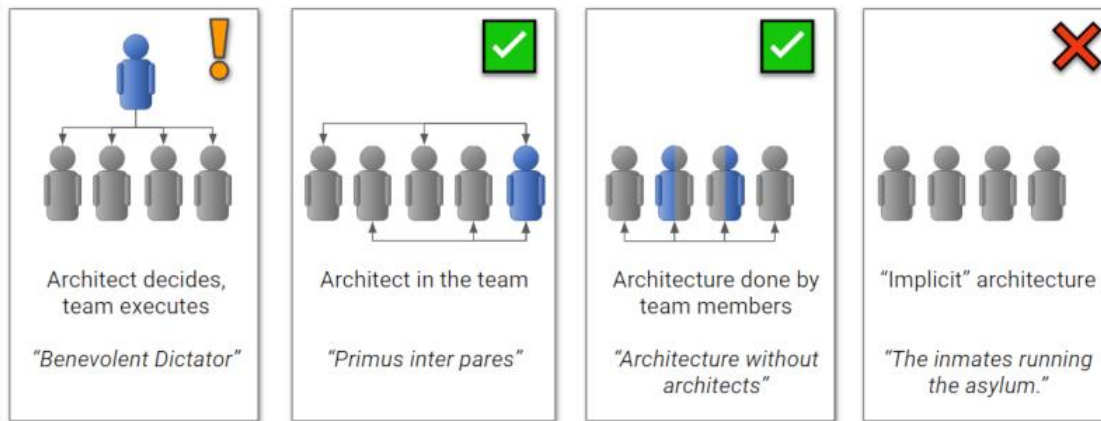 Architect decides,
team executes
“Benevolent Dictator”
Architect in the team
“Primus inter pares”
Architecture done by
team members
“Architecture without
architects”
“Implicit” architecture
“The inmates running
the asylum.”